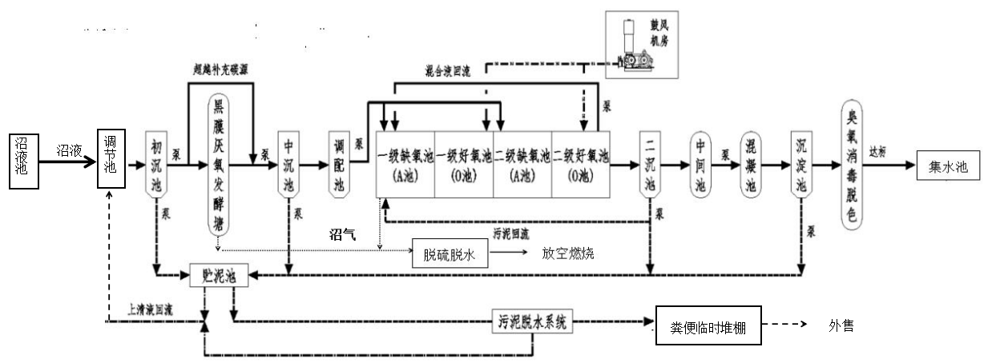 鼓风
机房
超越补充碳源
混合液回流
泵
沼液池
沼液
调节池
初沉池
泵
黑膜厌氧发酵塘
泵
中沉池
调配池
泵
一级缺氧池
(A池)
一级好氧池
(O池)
二级缺氧池
(A池)
二级好氧池
(O池)
二沉池
中间池
泵
混凝池
沉淀池
臭氧消毒脱色
达标
集水池
泵
泵
泵
泵
沼气
污泥回流
脱硫脱水
放空燃烧
贮泥池
上清液回流
污泥脱水系统
粪便临时堆棚
外售